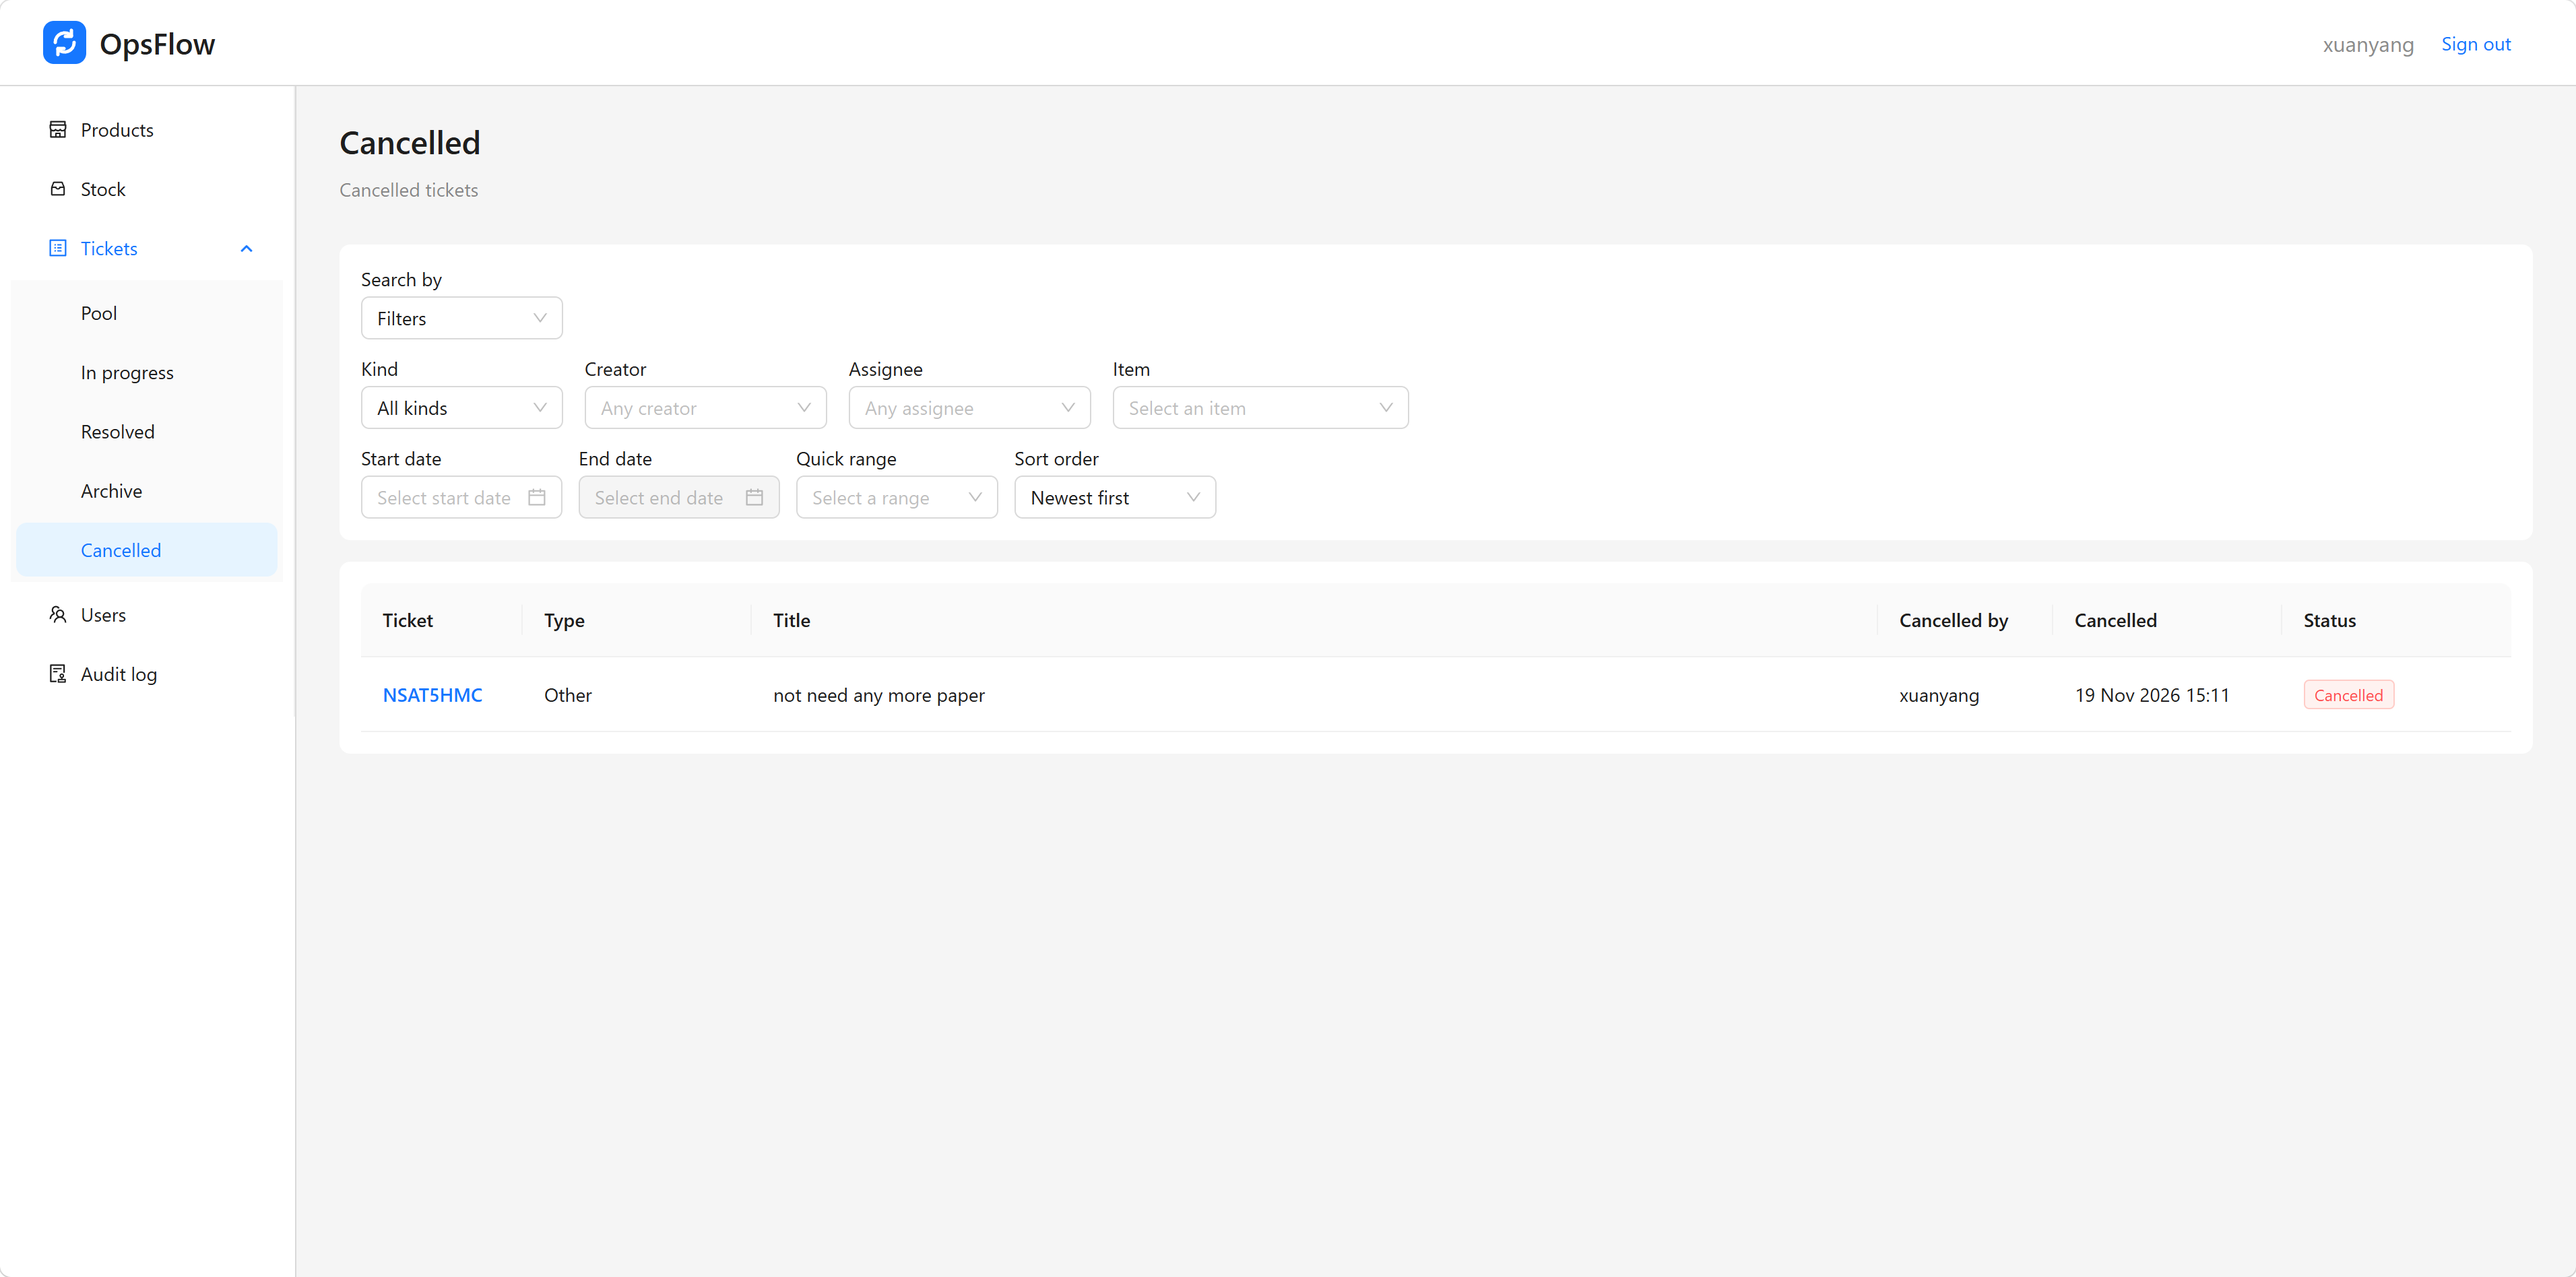 OpsFlow
xuanyang Sign out
Products
Stock
Tickets
Pool
In progress
Resolved
Archive
Cancelled
Users
Audit log
Cancelled
Cancelled tickets
Search by
Filters
Kind Creator Assignee Item
All kinds Any creator Any assignee Select an item
Start date End date Quick range Sort order
Select start date Select end date Select a range Newest first
Ticket Type Title Cancelled by Cancelled Status
NSAT5HMC Other not need any more paper xuanyang 19 Nov 2026 15:11 Cancelled